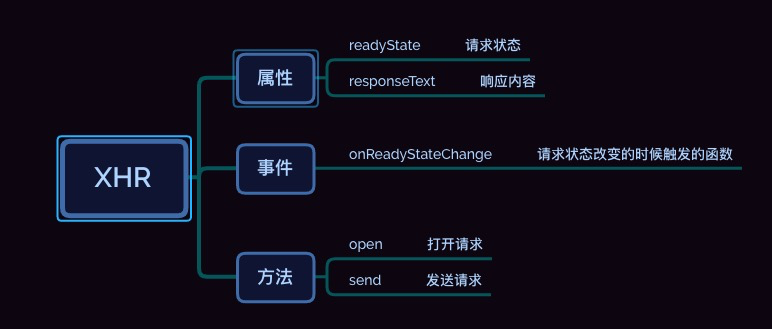 XHR
属性
readyState 请求状态
responseText 响应内容
事件
onReadyStateChange 请求状态改变的时候触发的函数
方法
open 打开请求
send 发送请求